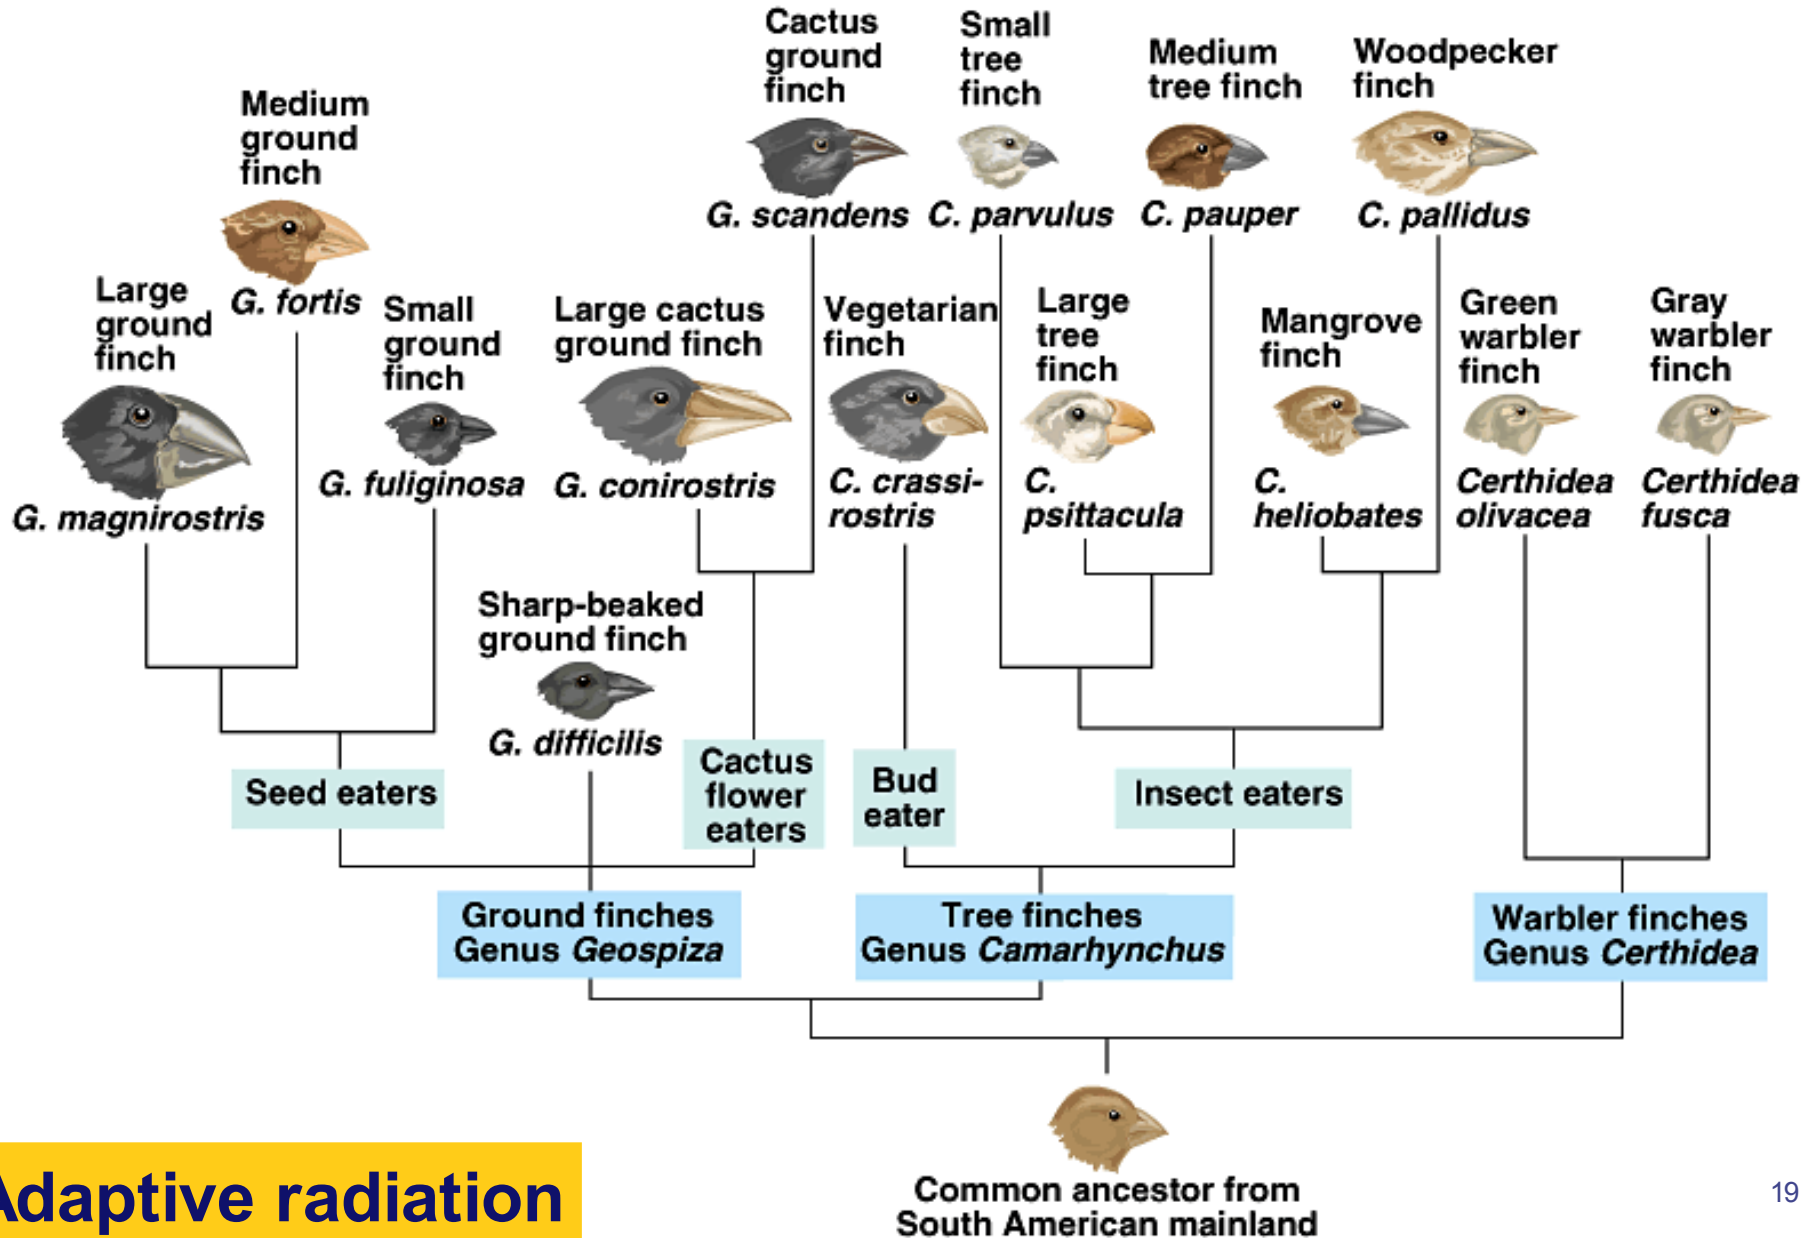 Cactus
ground
finch
Small
tree
finch
Medium
tree finch
Woodpecker
finch
Medium
ground
finch
G. scandens
C. parvulus
C. pauper
C. pallidus
Large
ground
finch
G. fortis
Small
ground
finch
Large cactus
ground finch
Vegetarian
finch
Large
tree
finch
Mangrove
finch
Green
warbler
finch
Gray
warbler
finch
G. magnirostris
G. fuliginosa
G. conirostris
C. crassi-
rostris
C.
psittacula
C.
heliobates
Certhidea
olivacea
Certhidea
fusca
Sharp-beaked
ground finch
G. difficilis
Seed eaters
Cactus
flower
eaters
Bud
eater
Insect eaters
Ground finches
Genus Geospiza
Tree finches
Genus Camarhynchus
Warbler finches
Genus Certhidea
Common ancestor from
South American mainland
Adaptive radiation
19